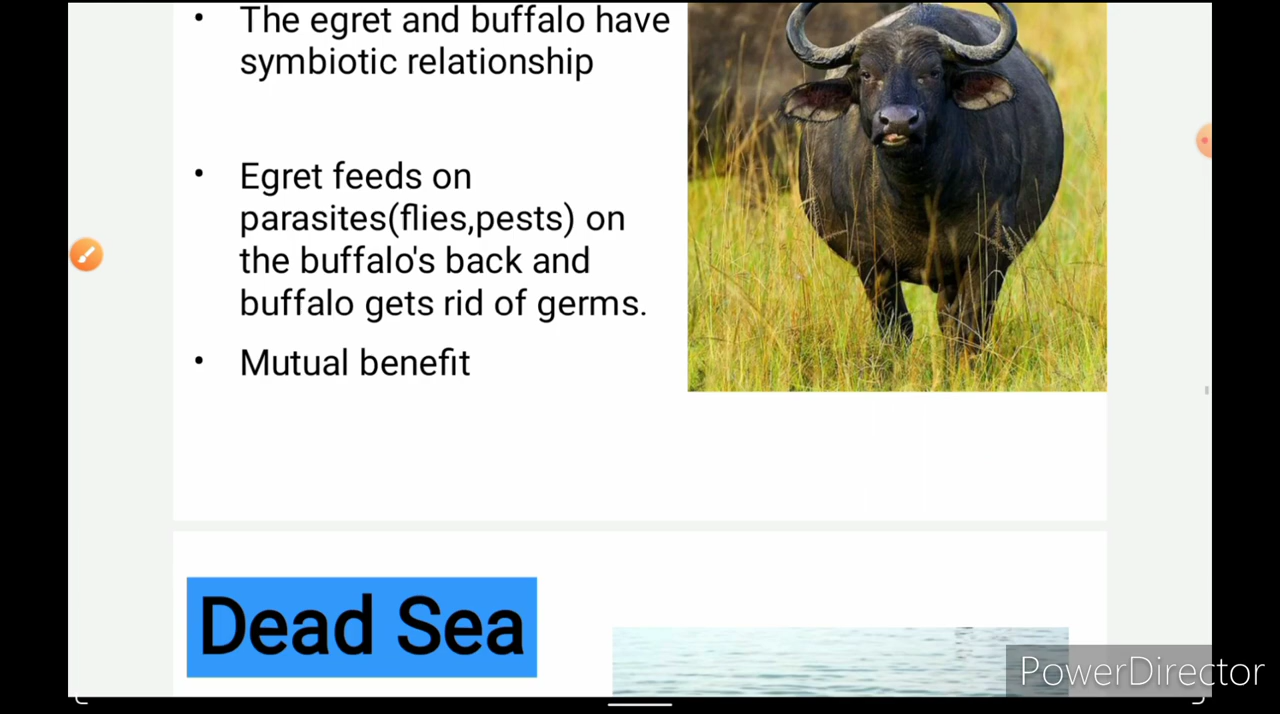 The egret and buffalo have
symbiotic relationship
Egret feeds on
parasites(flies,pests) on
the buffalo's back and
buffalo gets rid of germs.
Mutual benefit
Dead Sea
PowerDirector